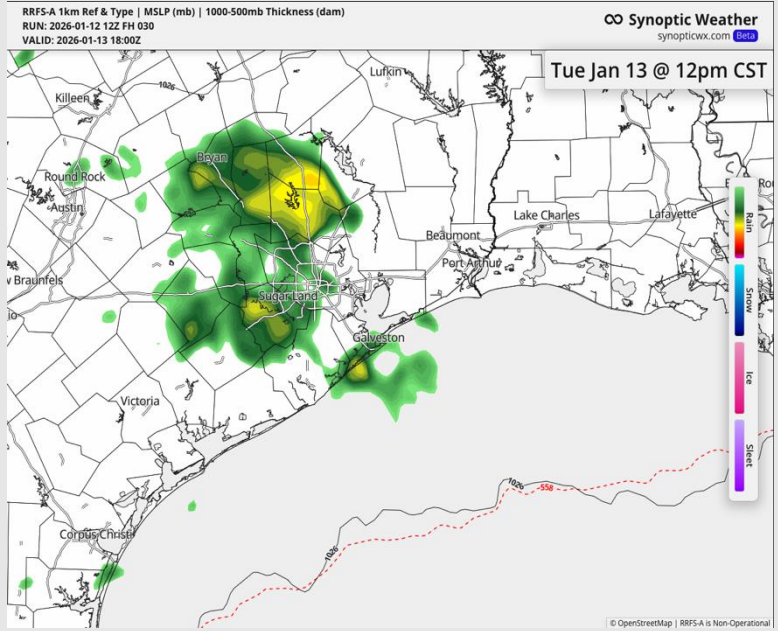 RRFS-A 1km Ref & Type | MSLP (mb) | 1000-500mb Thickness (dam)
RUN: 2026-01-12 12Z FH 030
VALID: 2026-01-13 18:00Z
Synoptic Weather
synopticwx.com Beta
Tue Jan 13 @ 12pm CST
Lufkin
1026
Killeen
Bryan
Round Rock
Austin
Lake Charles
Lafayette
Beaumont
Port Arthur
w Braunfels
Sugar Land
io
Galveston
Victoria
Corpus Christi
1026
558
1026
Rain
Snow
Ice
Sleet
© OpenStreetMap | RRFS-A is Non-Operational